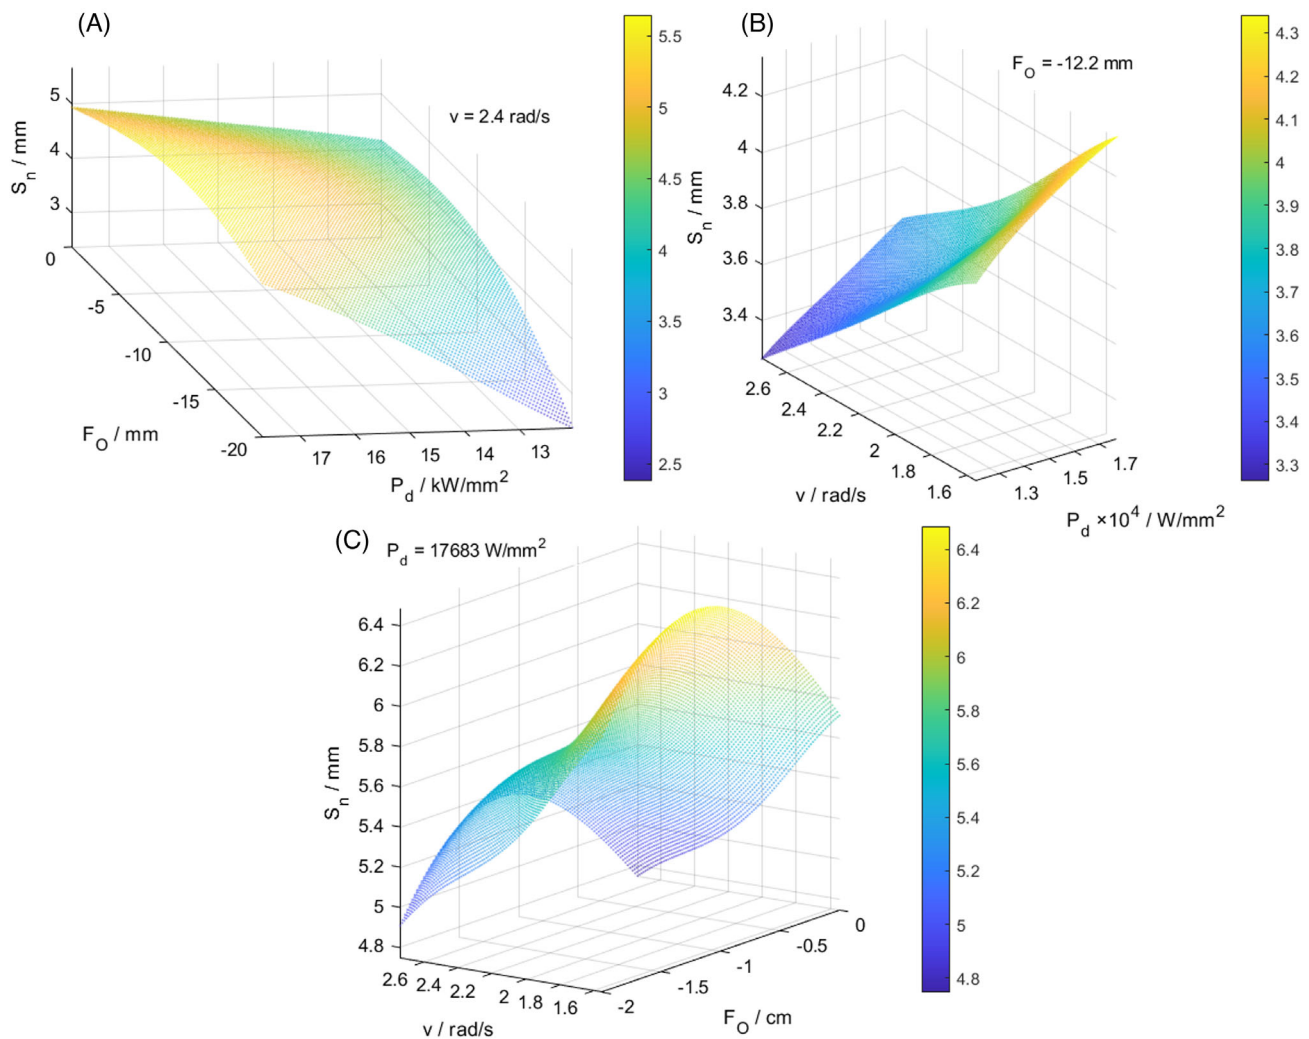 (A)
v = 2.4 rad/s
S_n / mm
5
4
3
0
-5
-10
-15
-20
F_O / mm
17 16 15 14 13
P_d / kW/mm^2
5.5
5
4.5
4
3.5
3
2.5
(B)
F_O = -12.2 mm
S_n / mm
4.2
4
3.8
3.6
3.4
2.6
2.4
2.2
2
1.8
1.6
v / rad/s
1.3 1.5 1.7
P_d ×10^4 / W/mm^2
4.3
4.2
4.1
4
3.9
3.8
3.7
3.6
3.5
3.4
3.3
(C)
P_d = 17683 W/mm^2
S_n / mm
6.4
6.2
6
5.8
5.6
5.4
5.2
5
4.8
2.6 2.4 2.2 2 1.8 1.6
v / rad/s
-2 -1.5 -1 -0.5 0
F_O / cm
6.4
6.2
6
5.8
5.6
5.4
5.2
5
4.8